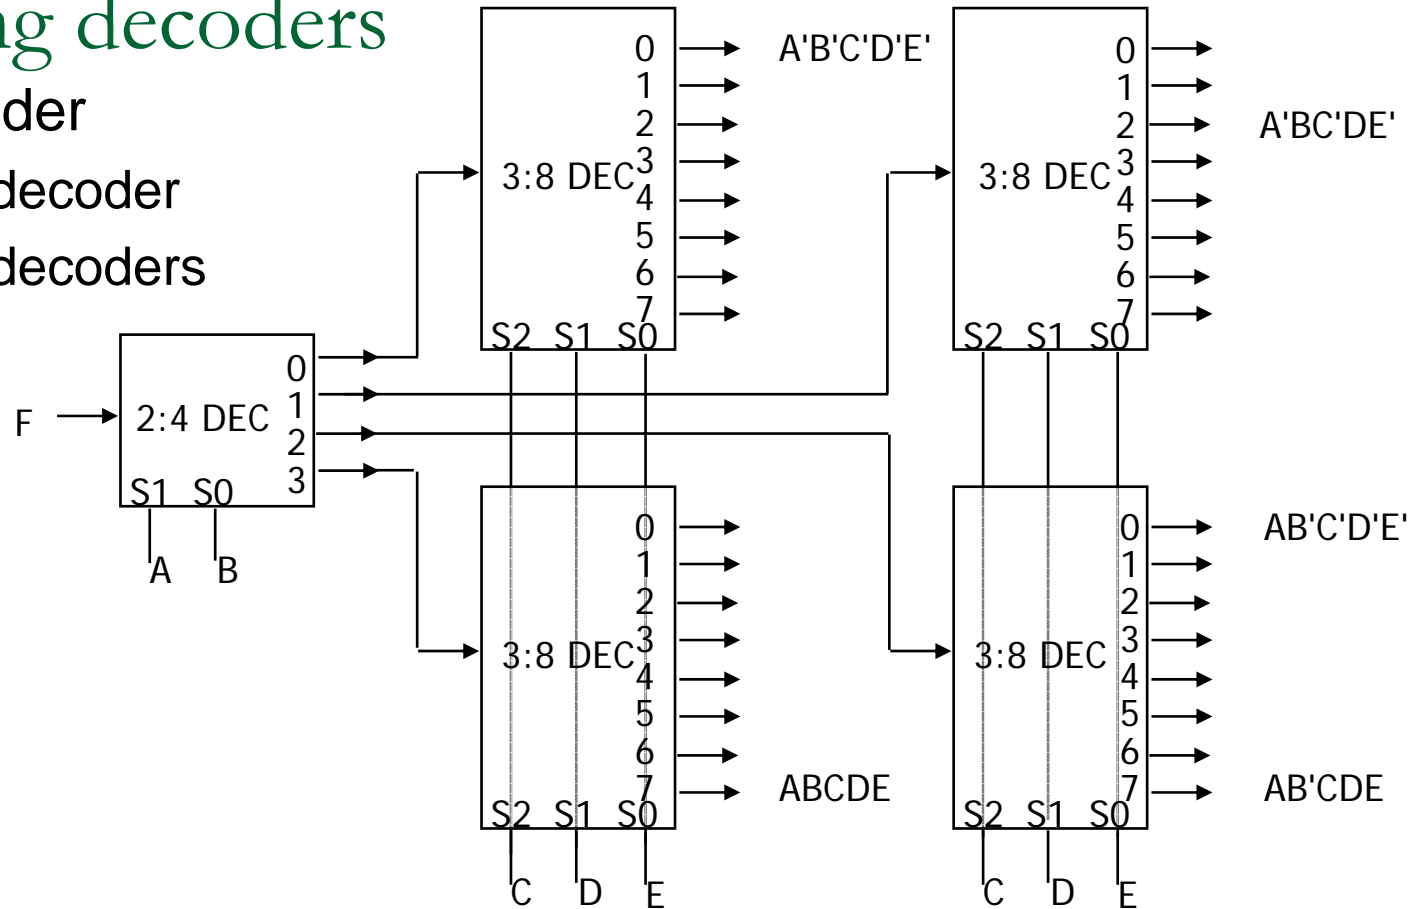 ng decoders
der
decoder
decoders
F
2:4 DEC
0
1
2
3
S1 S0
A B
3:8 DEC
0
1
2
3
4
5
6
7
S2 S1 S0
A'B'C'D'E'
3:8 DEC
0
1
2
3
4
5
6
7
S2 S1 S0
A'BC'DE'
3:8 DEC
0
1
2
3
4
5
6
7
S2 S1 S0
ABCDE
C D E
3:8 DEC
0
1
2
3
4
5
6
7
S2 S1 S0
AB'C'D'E'
AB'CDE
C D E